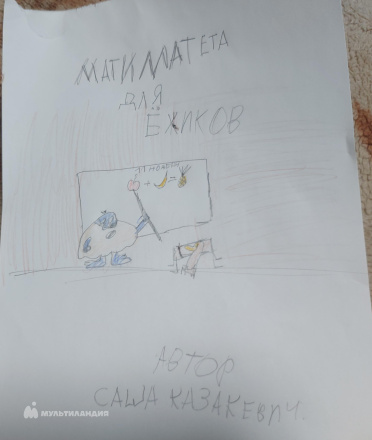 МАТИМАТЕТА
ДЛЯ
ЁЖИКОВ
АВТОР
САША КАЗАКЕВИЧ.
МУЛЬТИЛАНДИЯ